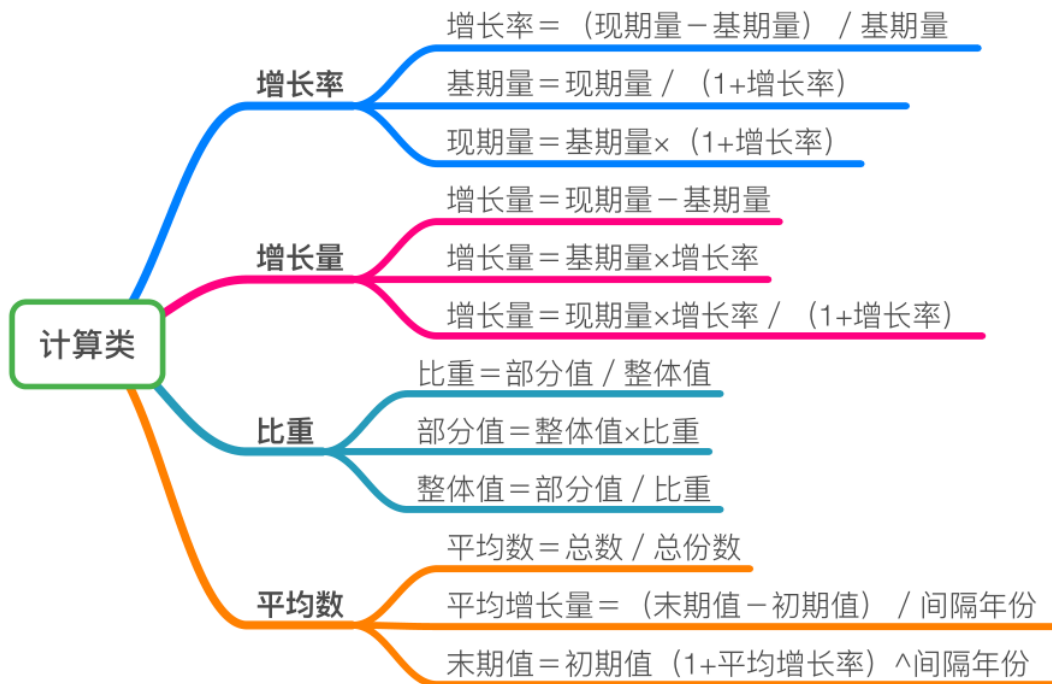 计算类
增长率
增长率＝（现期量－基期量）/ 基期量
基期量＝现期量 / （1+增长率）
现期量＝基期量×（1+增长率）
增长量
增长量＝现期量－基期量
增长量＝基期量×增长率
增长量＝现期量×增长率 / （1+增长率）
比重
比重＝部分值 / 整体值
部分值＝整体值×比重
整体值＝部分值 / 比重
平均数
平均数＝总数 / 总份数
平均增长量＝（末期值－初期值）/ 间隔年份
末期值＝初期值（1+平均增长率）^间隔年份